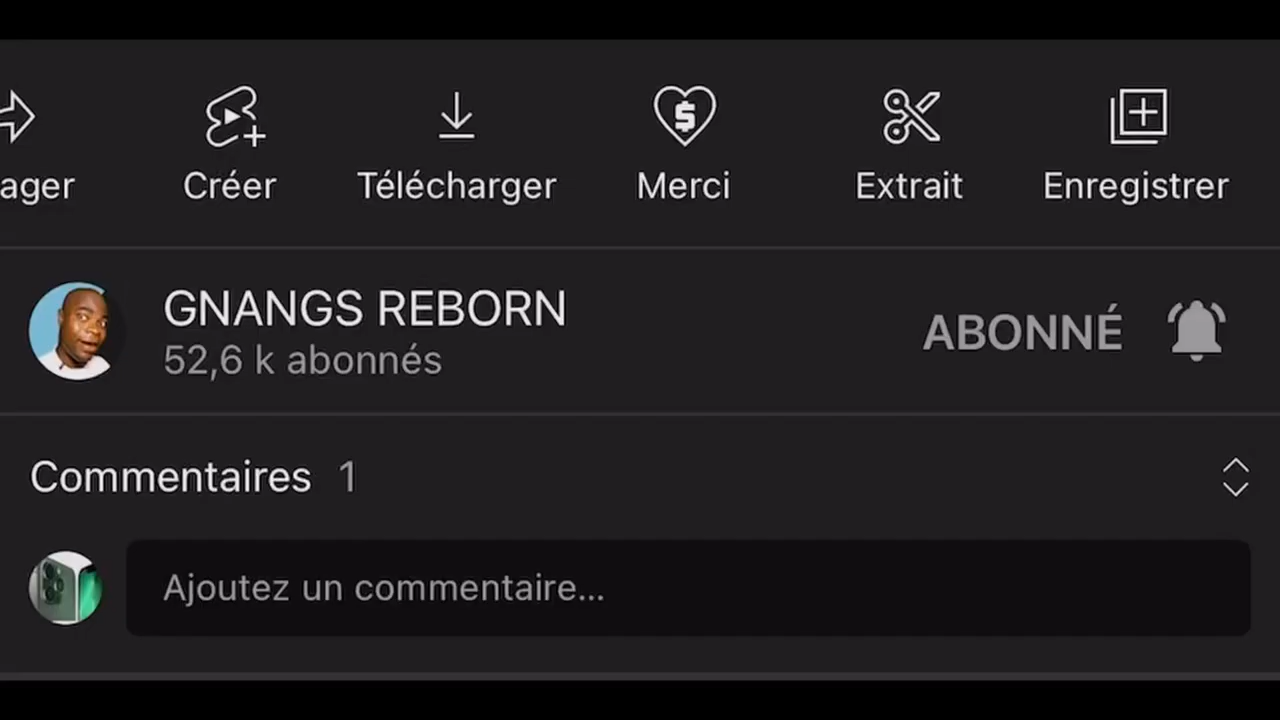 ager
Créer
Télécharger
Merci
Extrait
Enregistrer
GNANGS REBORN
52,6 k abonnés
ABONNÉ
Commentaires 1
Ajoutez un commentaire...